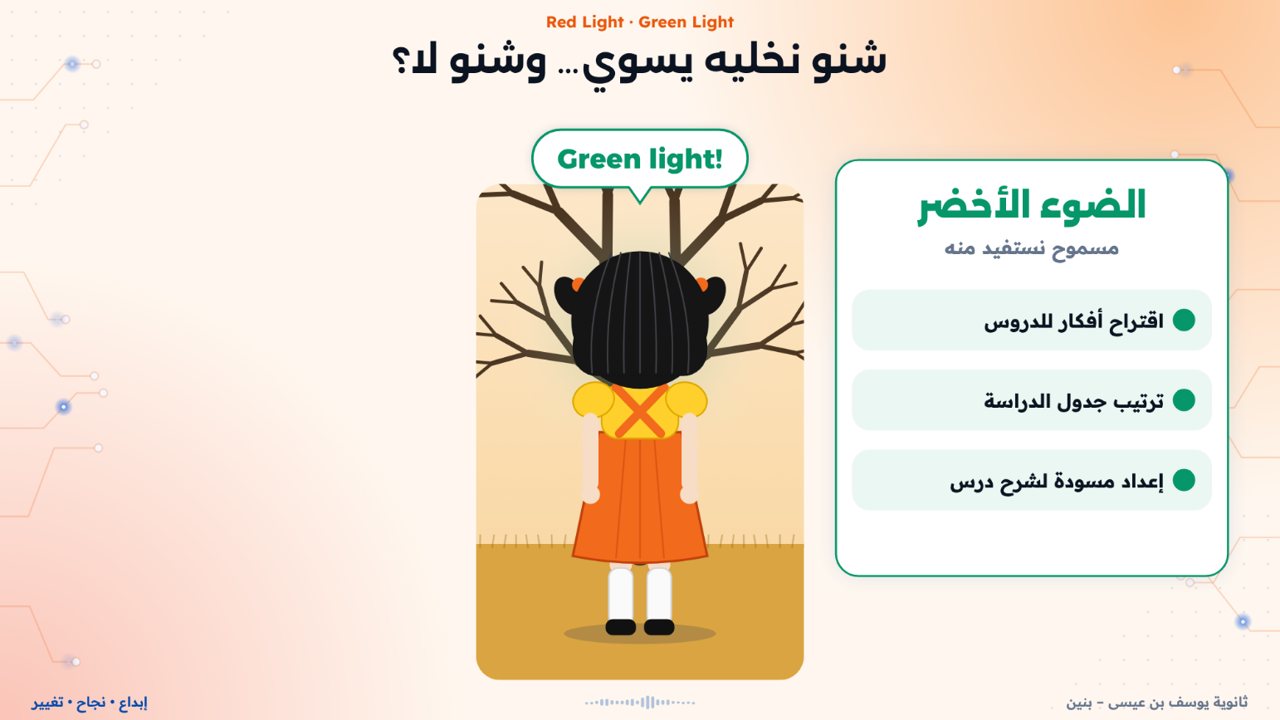 Red Light · Green Light
شنو نخليه يسوي... وشنو لا؟
Green light!
الضوء الأخضر
مسموح نستفيد منه
اقتراح أفكار للدروس
ترتيب جدول الدراسة
إعداد مسودة لشرح درس
ثانوية يوسف بن عيسى – بنين
إبداع • نجاح • تغيير